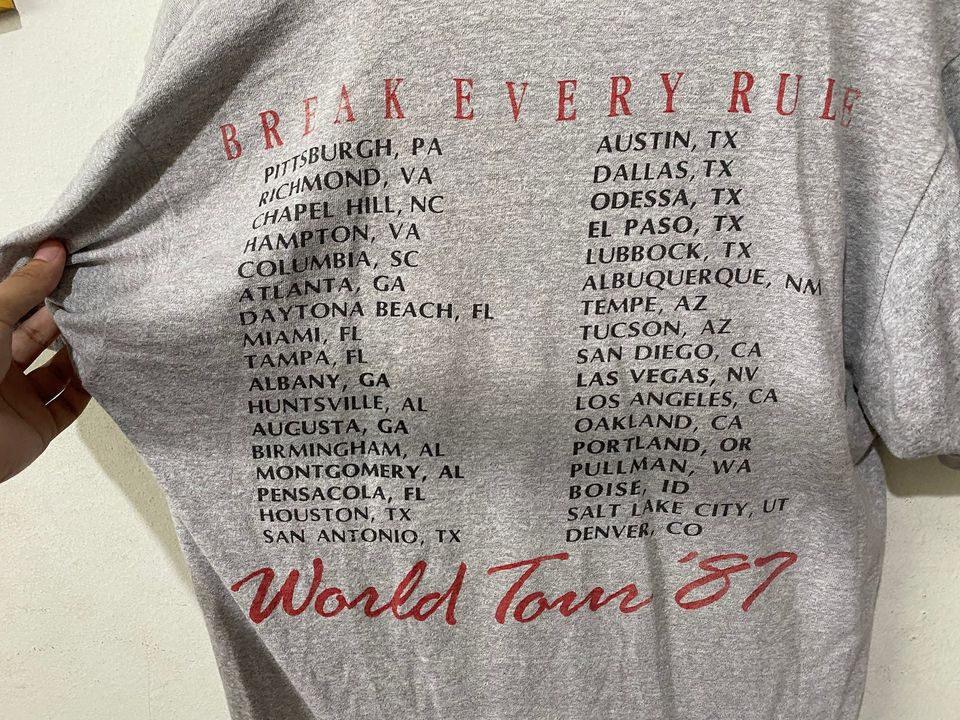 BREAK EVERY RULE
PITTSBURGH, PA
RICHMOND, VA
CHAPEL HILL, NC
HAMPTON, VA
COLUMBIA, SC
ATLANTA, GA
DAYTONA BEACH, FL
MIAMI, FL
TAMPA, FL
ALBANY, GA
HUNTSVILLE, AL
AUGUSTA, GA
BIRMINGHAM, AL
MONTGOMERY, AL
PENSACOLA, FL
HOUSTON, TX
SAN ANTONIO, TX
AUSTIN, TX
DALLAS, TX
ODESSA, TX
EL PASO, TX
LUBBOCK, TX
ALBUQUERQUE, NM
TEMPE, AZ
TUCSON, AZ
SAN DIEGO, CA
LAS VEGAS, NV
LOS ANGELES, CA
OAKLAND, CA
PORTLAND, OR
PULLMAN, WA
BOISE, ID
SALT LAKE CITY, UT
DENVER, CO
World Tour '87